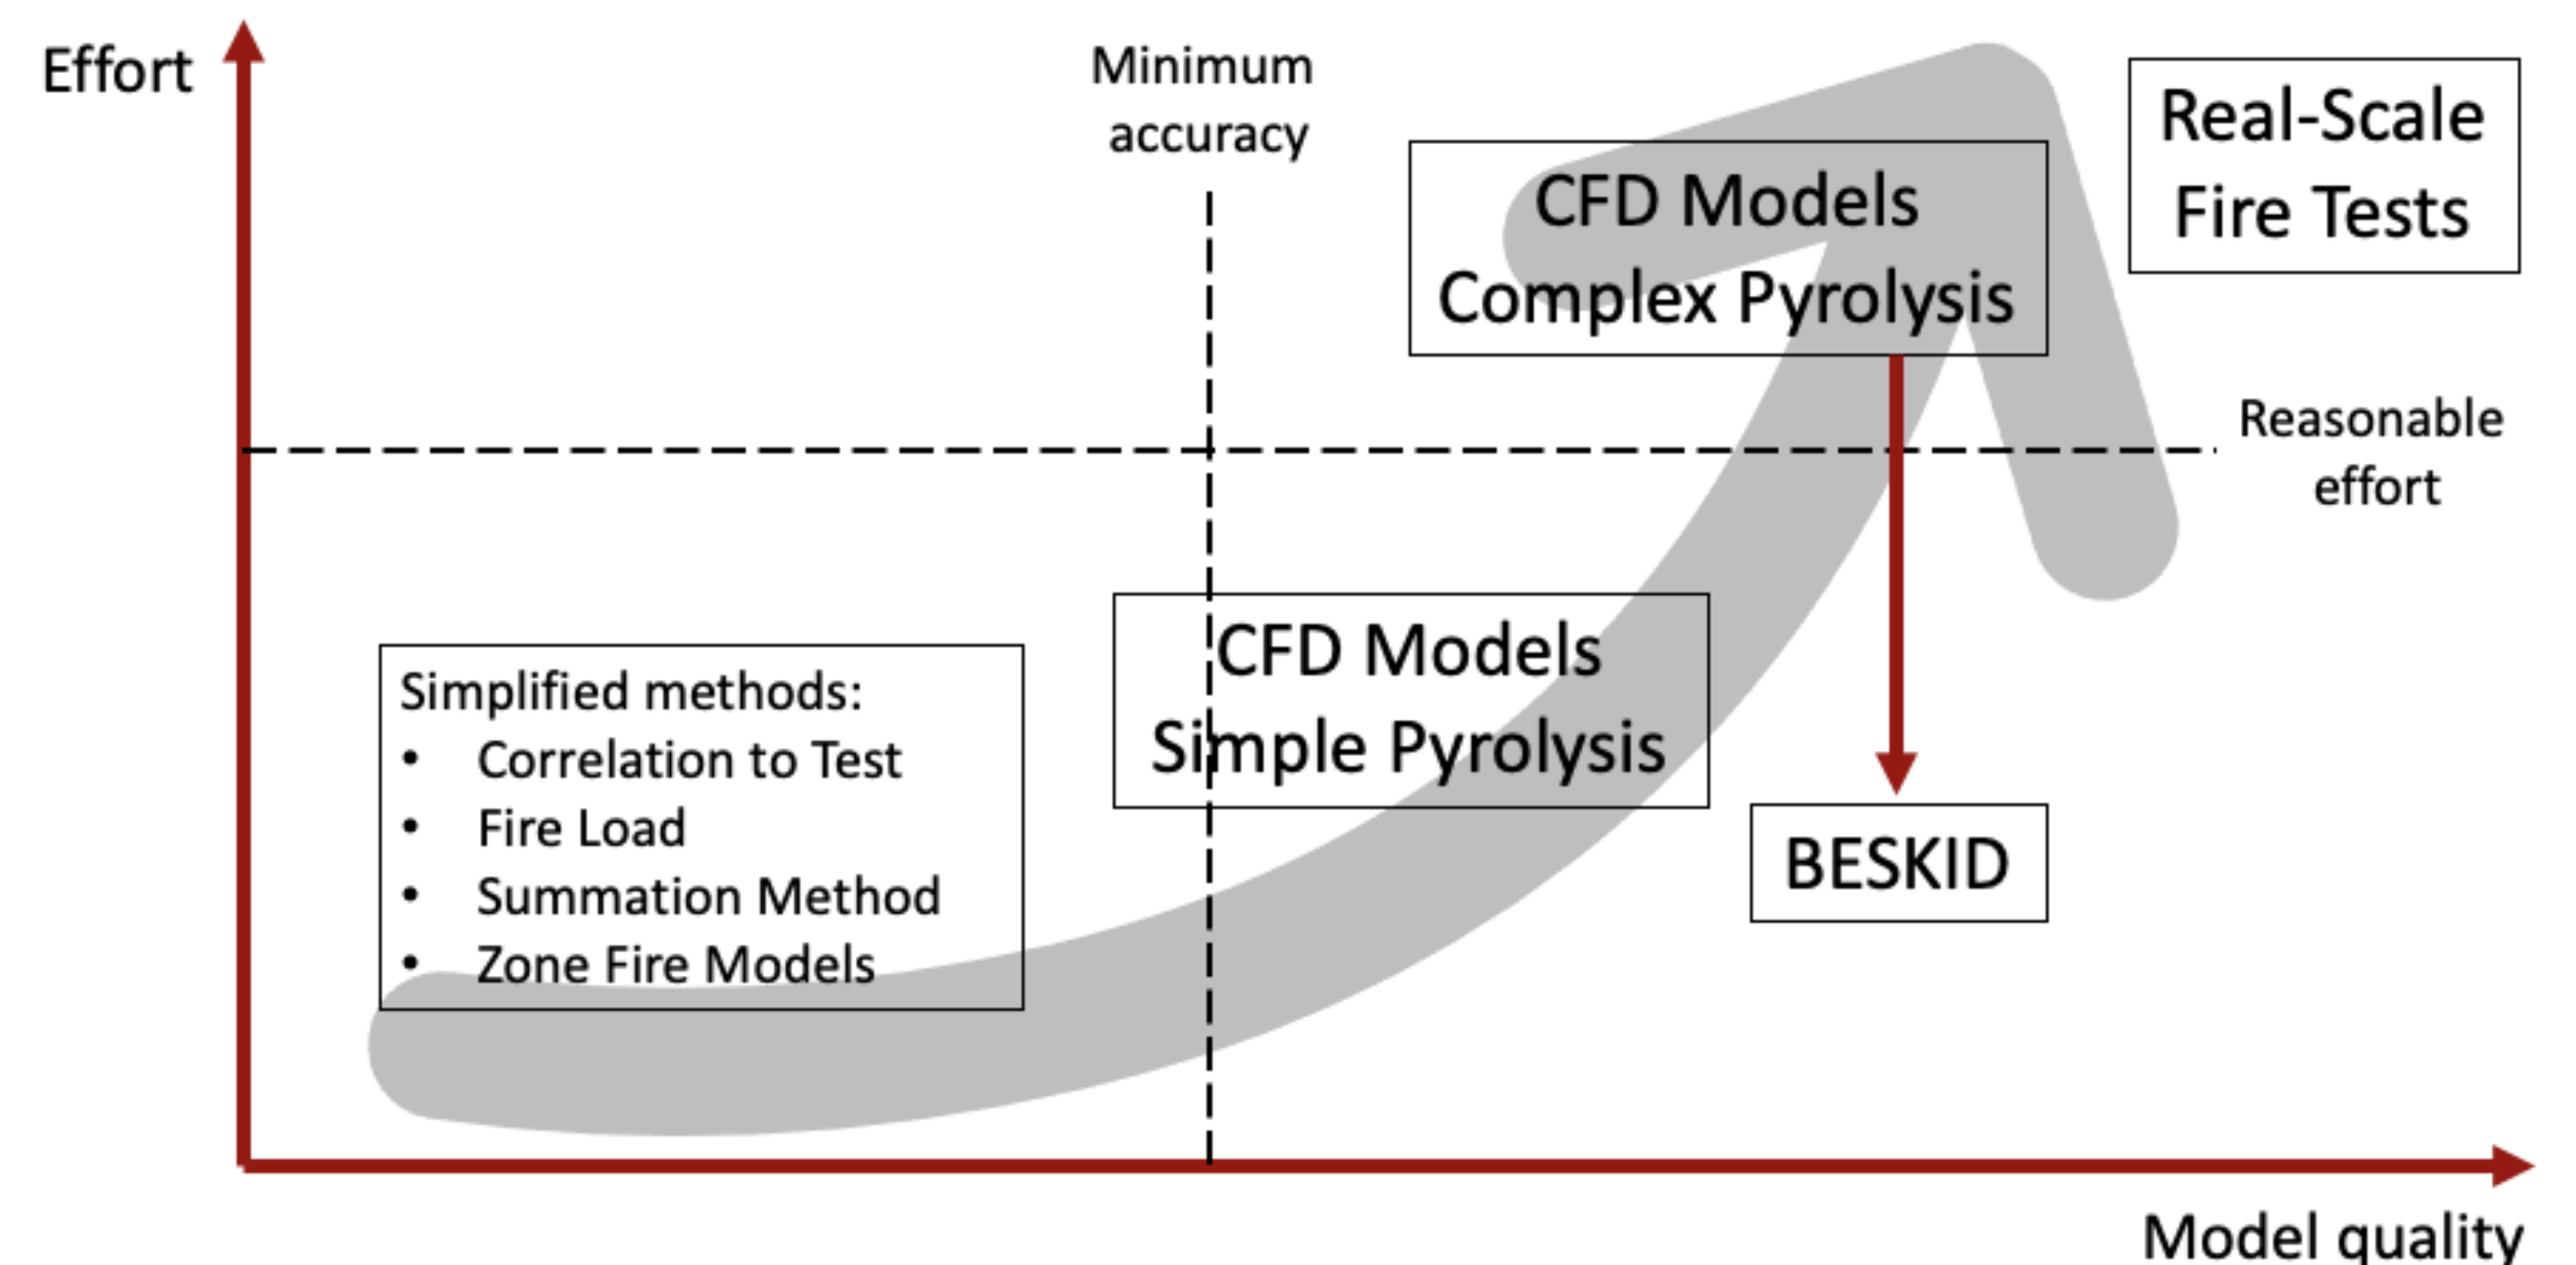 Effort
Minimum
accuracy
Real-Scale
Fire Tests
CFD Models
Complex Pyrolysis
Reasonable
effort
CFD Models
Simple Pyrolysis
Simplified methods:
• Correlation to Test
• Fire Load
• Summation Method
• Zone Fire Models
BESKID
Model quality